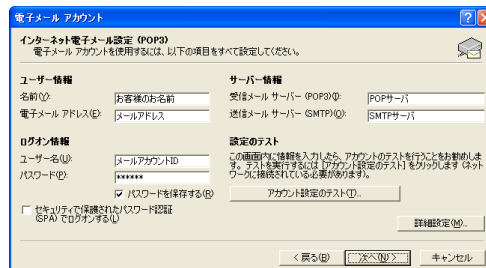 電子メール アカウント
インターネット電子メール設定 (POP3)
電子メール アカウントを使用するには、以下の項目をすべて設定してください。
ユーザー情報
名前(Y):
お客様のお名前
電子メール アドレス(E):
メールアドレス
サーバー情報
受信メール サーバー (POP3)(I):
POPサーバ
送信メール サーバー (SMTP)(O):
SMTPサーバ
ログオン情報
ユーザー名(U):
メールアカウントID
パスワード(P):
******
パスワードを保存する(R)
セキュリティで保護されたパスワード認証
(SPA) でログオンする(L)
設定のテスト
この画面内に情報を入力したら、アカウントのテストを行うことをお勧めしま
す。テストを実行するには [アカウント設定のテスト] をクリックします (ネット
ワークに接続されている必要があります)。
アカウント設定のテスト(T)...
詳細設定(M)...
< 戻る(B)
次へ(N) >
キャンセル